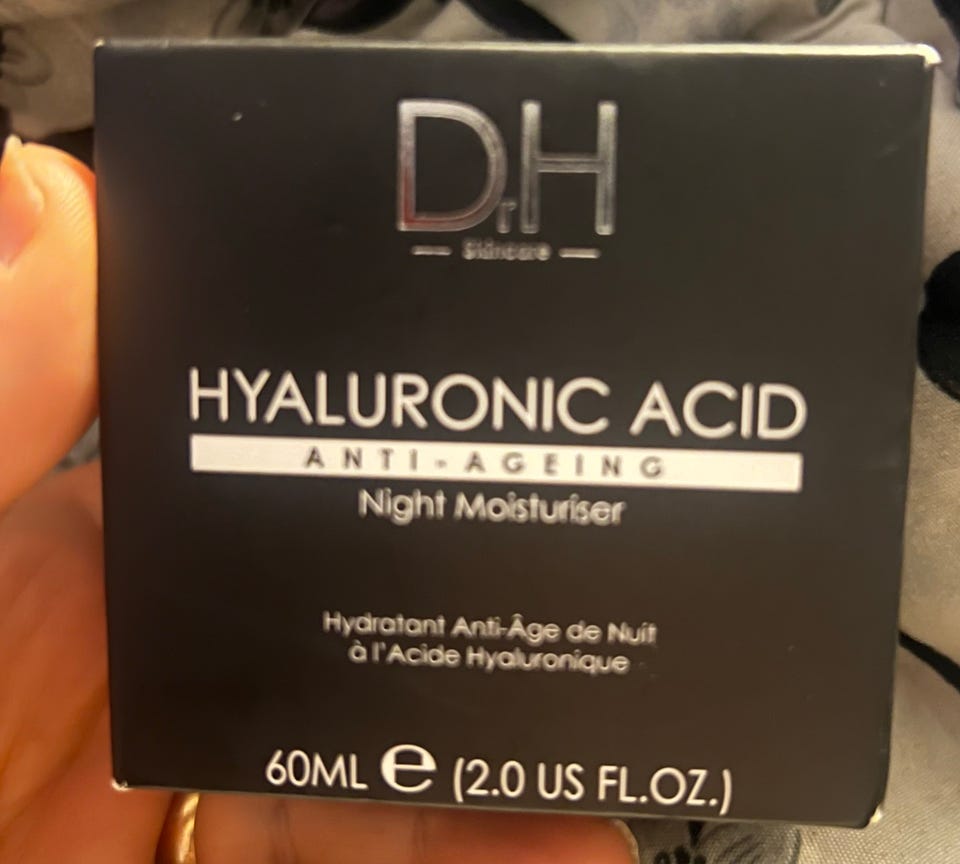 DrH
Skincare
HYALURONIC ACID
ANTI-AGEING
Night Moisturiser
Hydratant Anti-Âge de Nuit
à l'Acide Hyaluronique
60ML ℮ (2.0 US FL.OZ.)